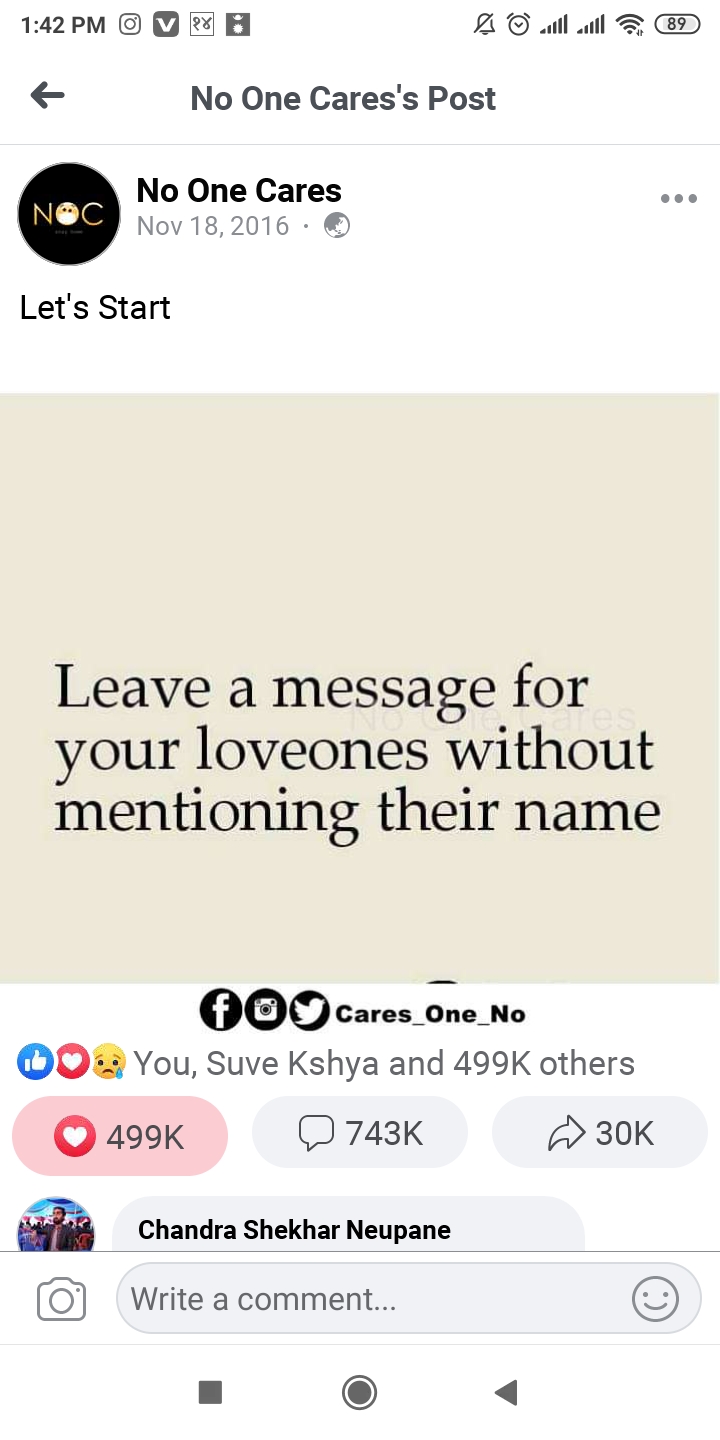 1:42 PM V १४ 89
No One Cares's Post
NOC
No One Cares
Nov 18, 2016 ·
Let's Start
No One Cares
Leave a message for
your loveones without
mentioning their name
Cares_One_No
You, Suve Kshya and 499K others
499K 743K 30K
Chandra Shekhar Neupane
Write a comment...